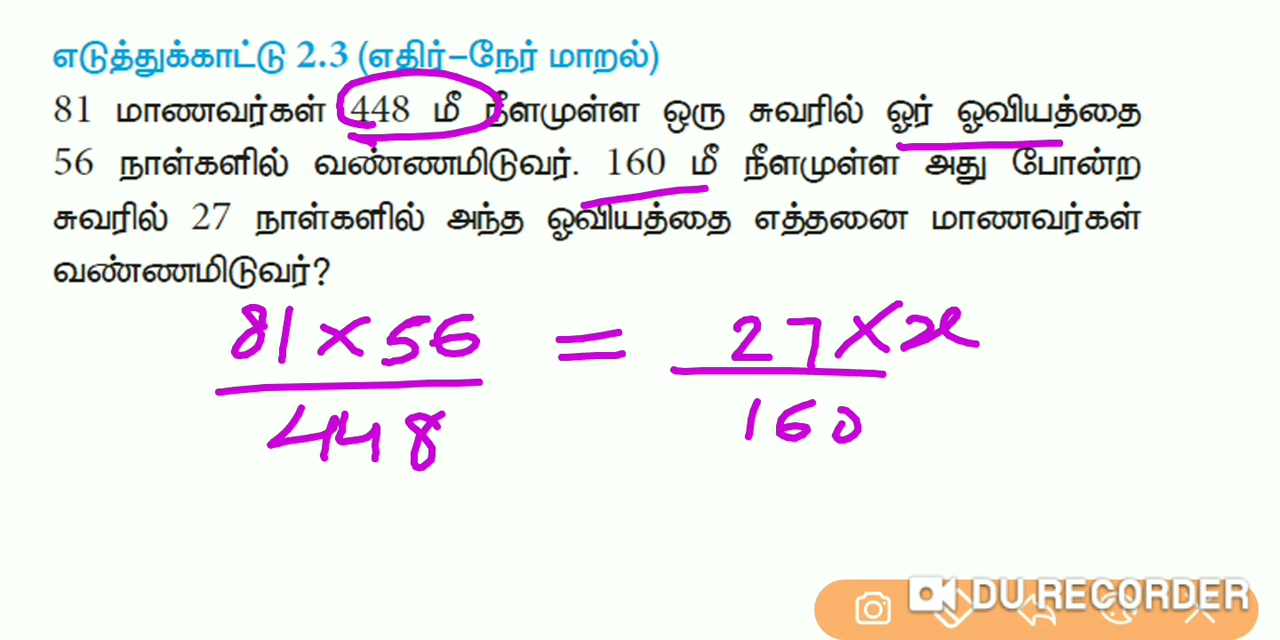 எடுத்துக்காட்டு 2.3 (எதிர்–நேர் மாறல்)
81 மாணவர்கள் 448 மீ நீளமுள்ள ஒரு சுவரில் ஓர் ஓவியத்தை
56 நாள்களில் வண்ணமிடுவர். 160 மீ நீளமுள்ள அது போன்ற
சுவரில் 27 நாள்களில் அந்த ஓவியத்தை எத்தனை மாணவர்கள்
வண்ணமிடுவர்?
81 × 56 = 27 × x
448 160
DU RECORDER